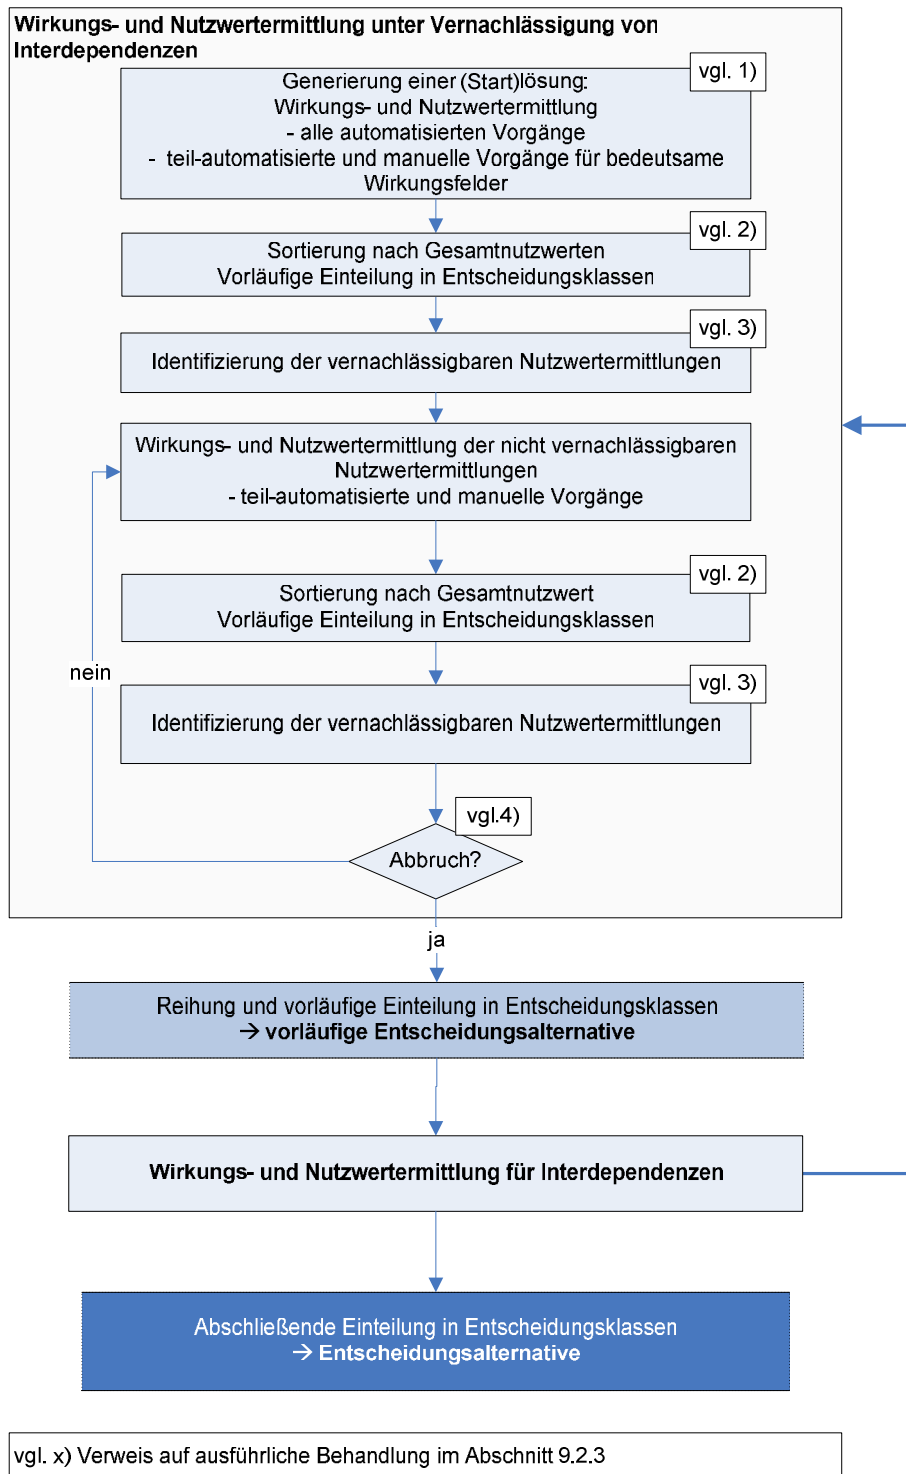 Wirkungs- und Nutzwertermittlung unter Vernachlässigung von
Interdependenzen
vgl. 1)
Generierung einer (Start)lösung:
Wirkungs- und Nutzwertermittlung
- alle automatisierten Vorgänge
- teil-automatisierte und manuelle Vorgänge für bedeutsame
Wirkungsfelder
vgl. 2)
Sortierung nach Gesamtnutzwerten
Vorläufige Einteilung in Entscheidungsklassen
vgl. 3)
Identifizierung der vernachlässigbaren Nutzwertermittlungen
Wirkungs- und Nutzwertermittlung der nicht vernachlässigbaren
Nutzwertermittlungen
- teil-automatisierte und manuelle Vorgänge
vgl. 2)
Sortierung nach Gesamtnutzwert
Vorläufige Einteilung in Entscheidungsklassen
nein
vgl. 3)
Identifizierung der vernachlässigbaren Nutzwertermittlungen
vgl.4)
Abbruch?
ja
Reihung und vorläufige Einteilung in Entscheidungsklassen
→ vorläufige Entscheidungsalternative
Wirkungs- und Nutzwertermittlung für Interdependenzen
Abschließende Einteilung in Entscheidungsklassen
→ Entscheidungsalternative
vgl. x) Verweis auf ausführliche Behandlung im Abschnitt 9.2.3